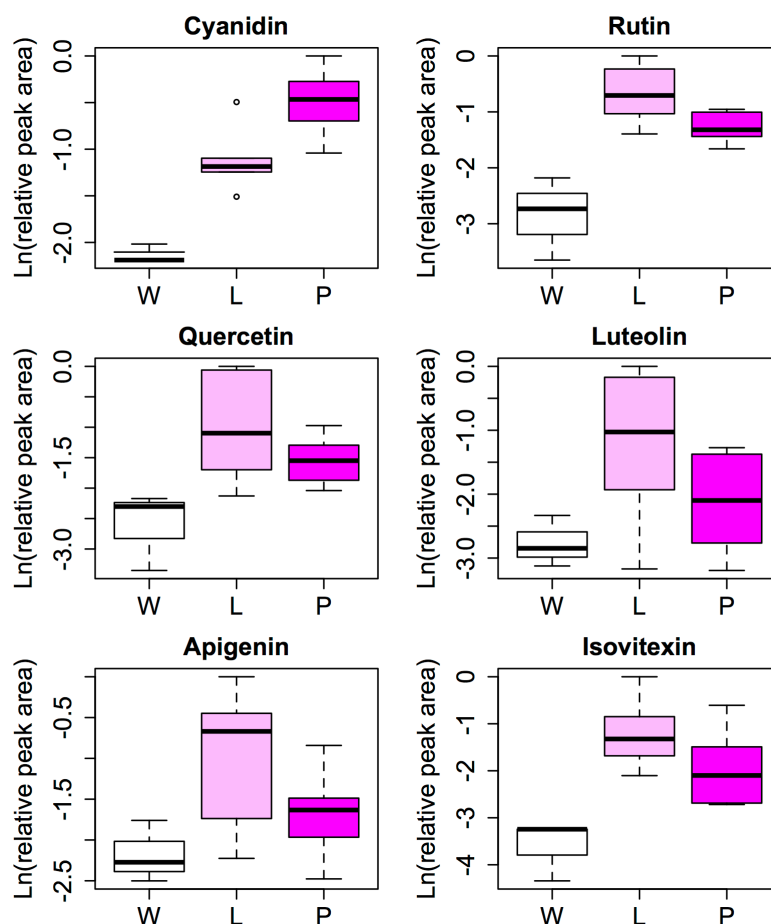 Cyanidin
Ln(relative peak area)
0.0
-1.0
-2.0
W L P
Rutin
Ln(relative peak area)
0
-1
-2
-3
W L P
Quercetin
Ln(relative peak area)
0.0
-1.5
-3.0
W L P
Luteolin
Ln(relative peak area)
0.0
-1.0
-2.0
-3.0
W L P
Apigenin
Ln(relative peak area)
-0.5
-1.5
-2.5
W L P
Isovitexin
Ln(relative peak area)
0
-1
-2
-3
-4
W L P